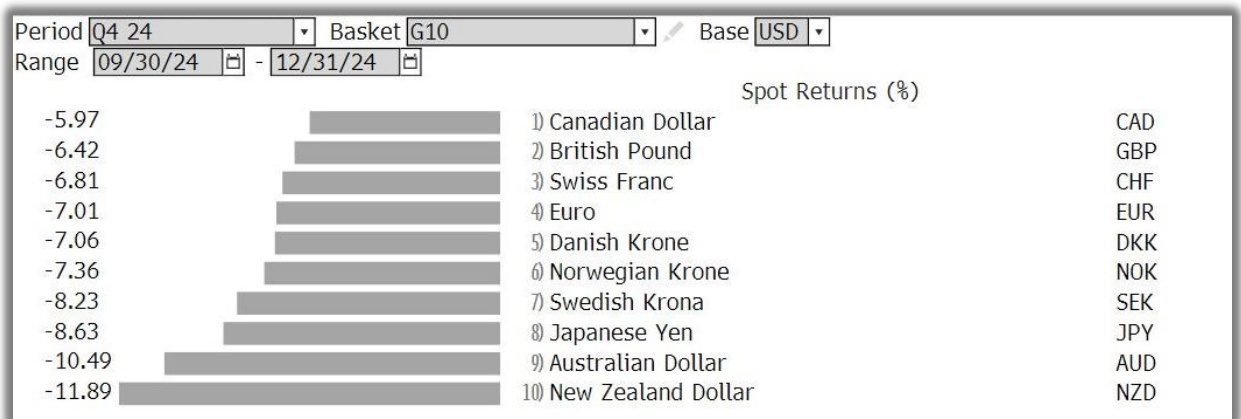 Period Q4 24 Basket G10 Base USD
Range 09/30/24 - 12/31/24
Spot Returns (%)
-5.97 1) Canadian Dollar CAD
-6.42 2) British Pound GBP
-6.81 3) Swiss Franc CHF
-7.01 4) Euro EUR
-7.06 5) Danish Krone DKK
-7.36 6) Norwegian Krone NOK
-8.23 7) Swedish Krona SEK
-8.63 8) Japanese Yen JPY
-10.49 9) Australian Dollar AUD
-11.89 10) New Zealand Dollar NZD